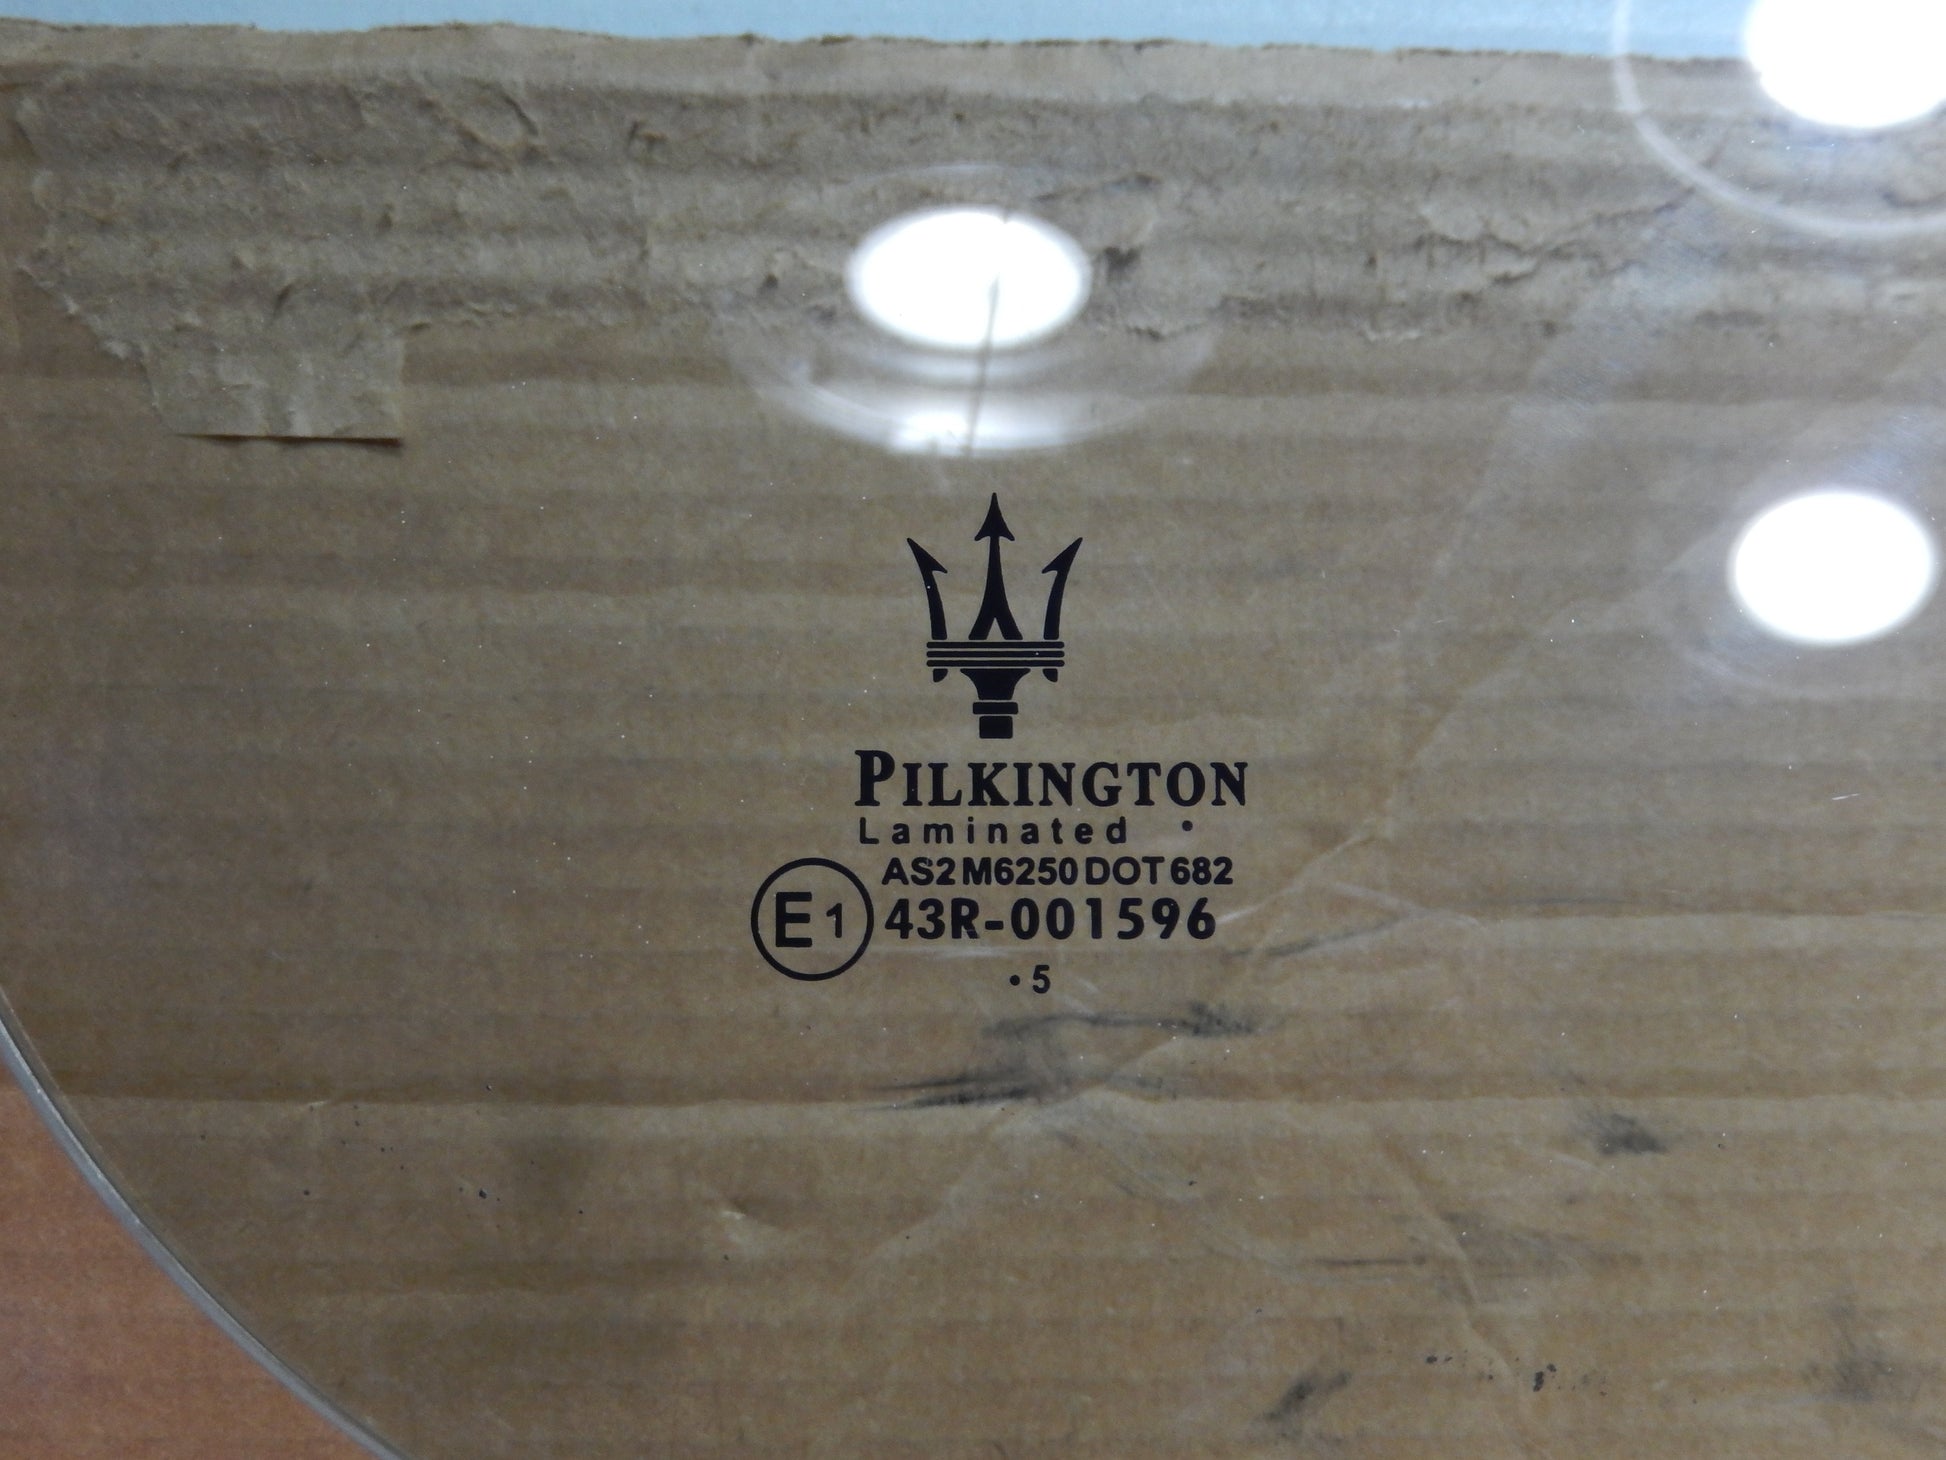 PILKINGTON
Laminated •
AS2 M6250 DOT 682
E1 43R-001596
•5